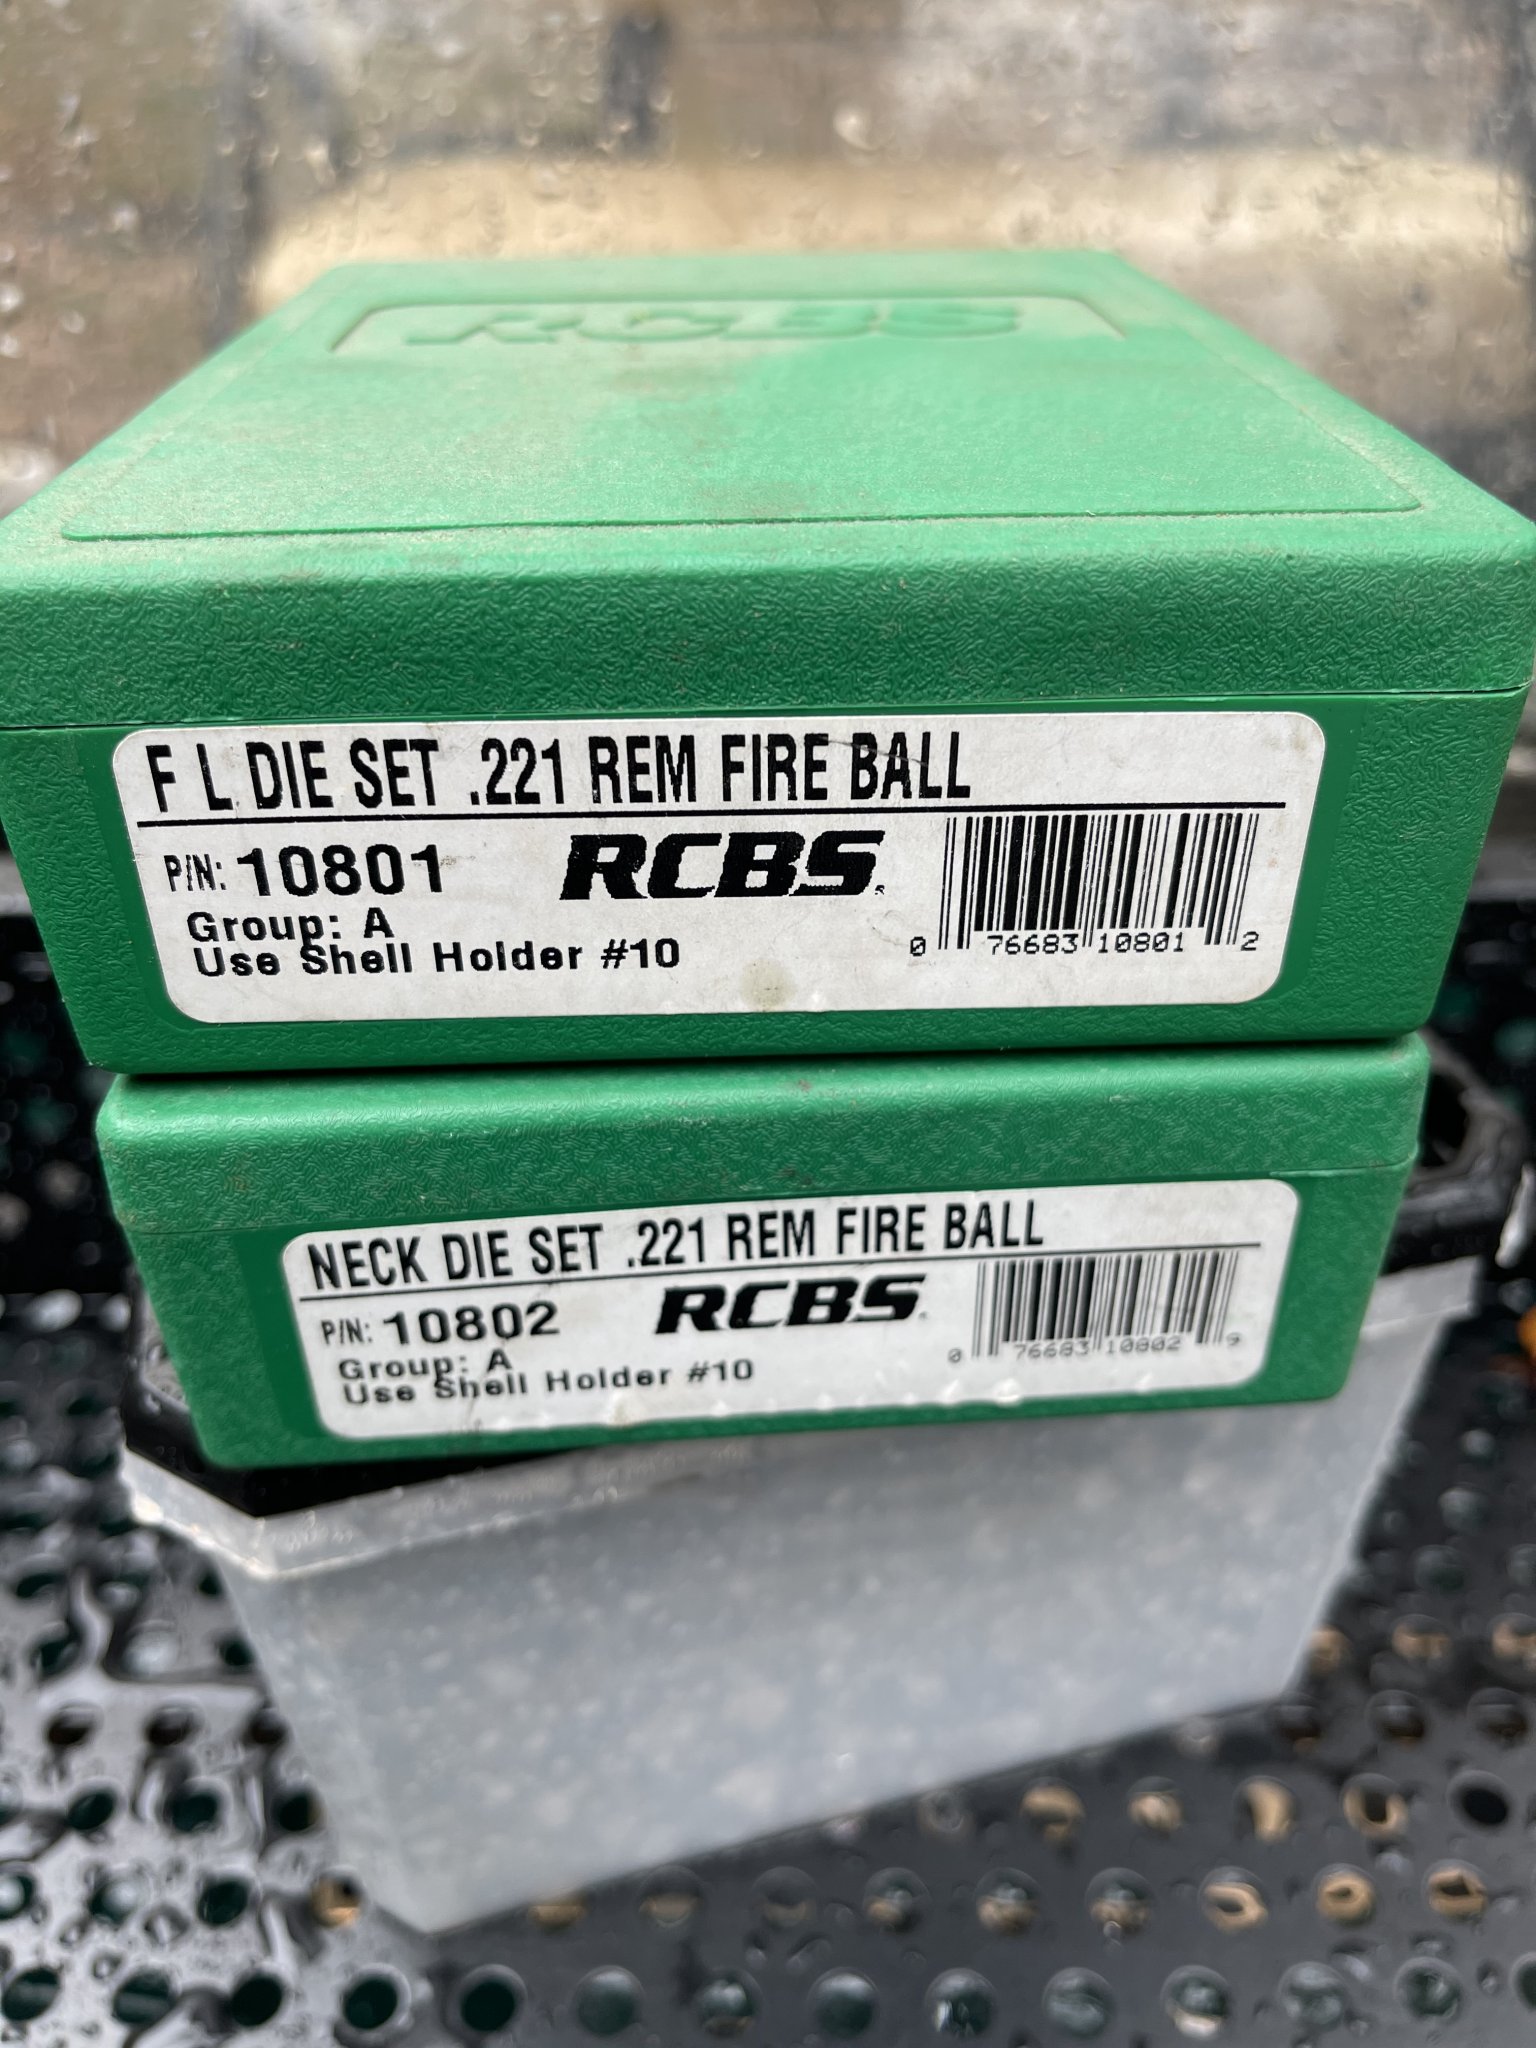 RCBS
F L DIE SET .221 REM FIRE BALL
P/N: 10801 RCBS
Group: A
Use Shell Holder #10
0 76683 10801 2
NECK DIE SET .221 REM FIRE BALL
P/N: 10802 RCBS
Group: A
Use Shell Holder #10
0 76683 10802 9